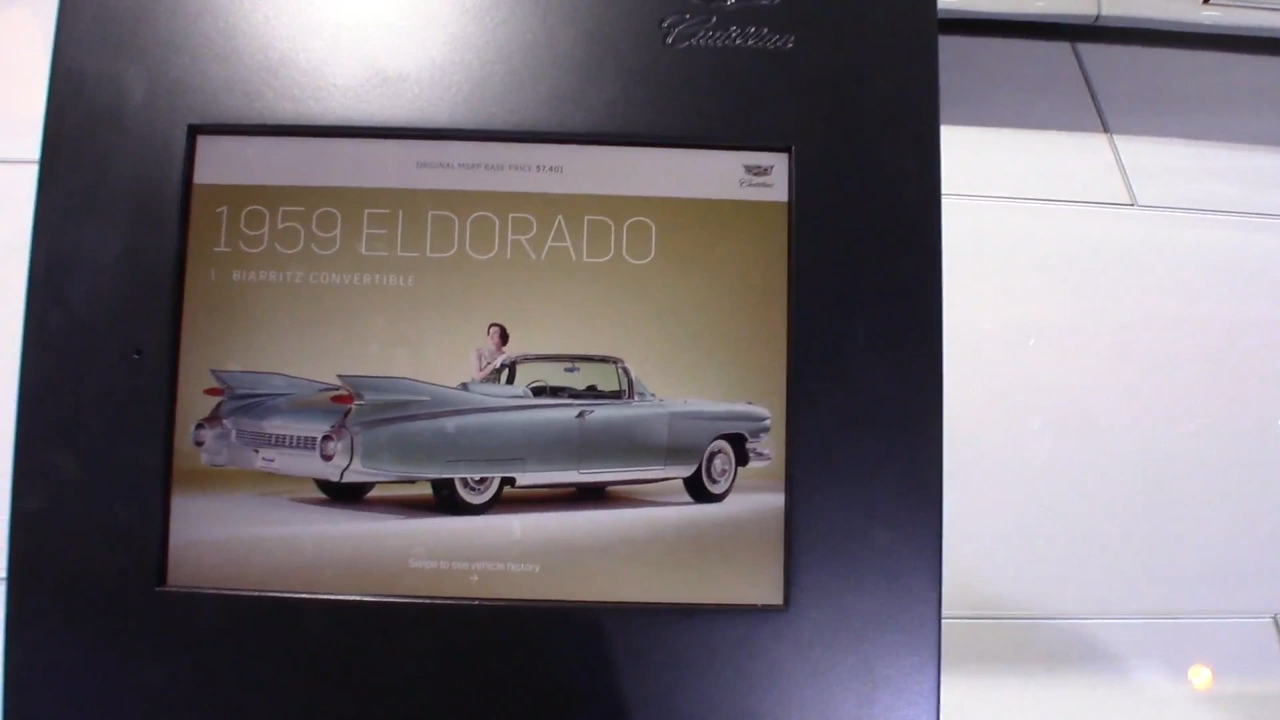 Cadillac
ORIGINAL MSRP BASE PRICE $7,401
Cadillac
1959 ELDORADO
| BIARRITZ CONVERTIBLE
Swipe to see vehicle history
→